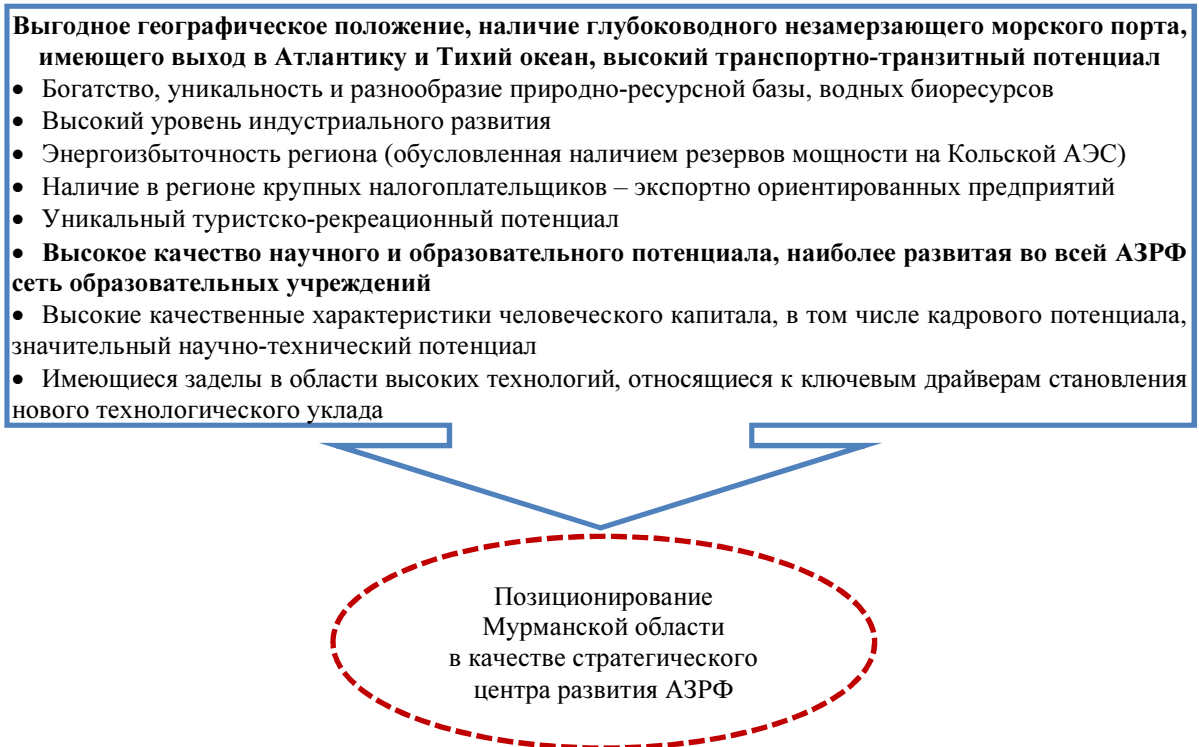 Выгодное географическое положение, наличие глубоководного незамерзающего морского порта,
имеющего выход в Атлантику и Тихий океан, высокий транспортно-транзитный потенциал
• Богатство, уникальность и разнообразие природно-ресурсной базы, водных биоресурсов
• Высокий уровень индустриального развития
• Энергоизбыточность региона (обусловленная наличием резервов мощности на Кольской АЭС)
• Наличие в регионе крупных налогоплательщиков – экспортно ориентированных предприятий
• Уникальный туристско-рекреационный потенциал
• Высокое качество научного и образовательного потенциала, наиболее развитая во всей АЗРФ
сеть образовательных учреждений
• Высокие качественные характеристики человеческого капитала, в том числе кадрового потенциала,
значительный научно-технический потенциал
• Имеющиеся заделы в области высоких технологий, относящиеся к ключевым драйверам становления
нового технологического уклада
Позиционирование
Мурманской области
в качестве стратегического
центра развития АЗРФ